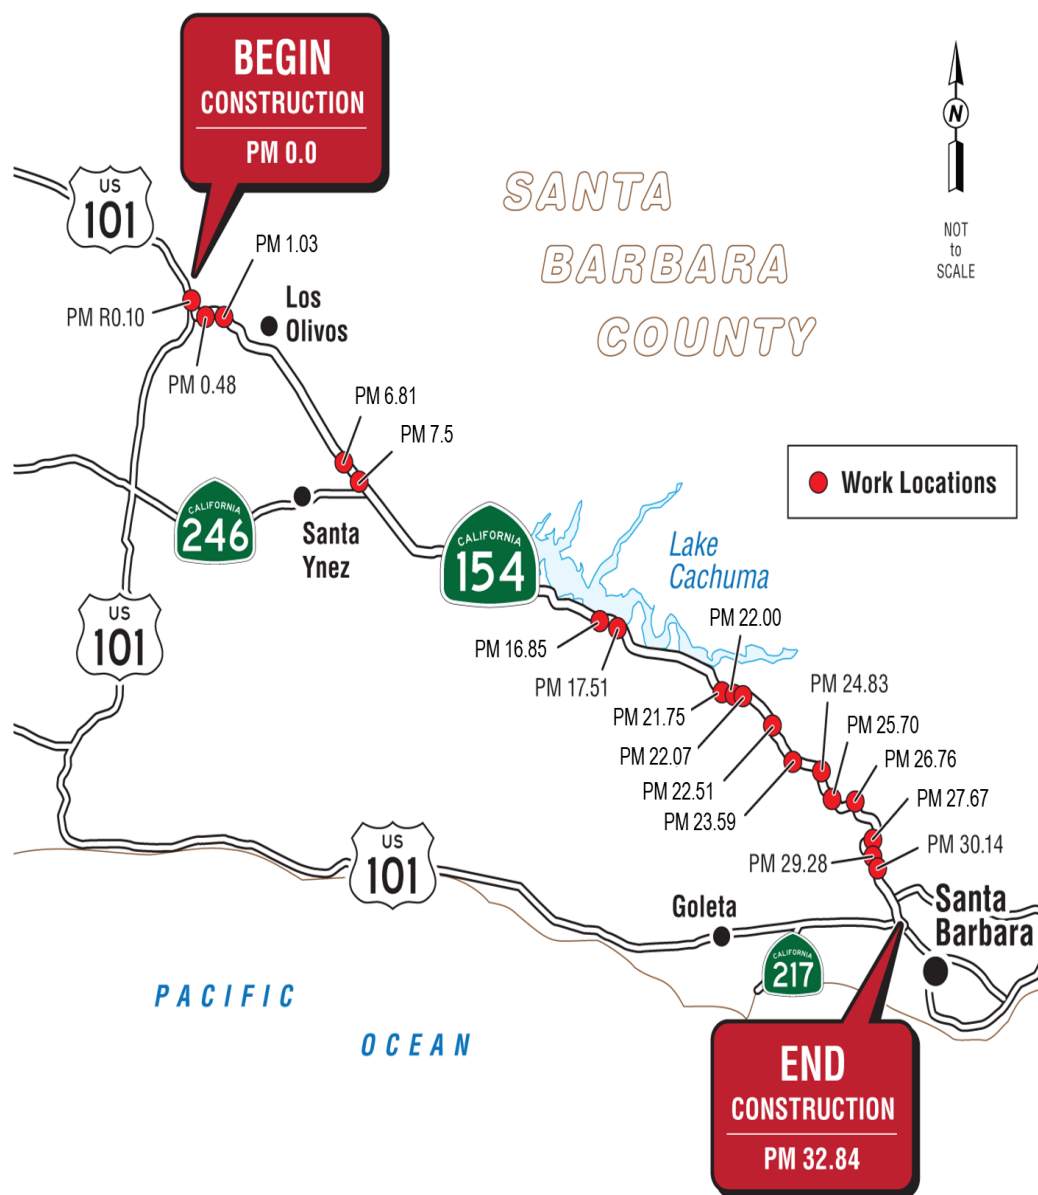 BEGIN
CONSTRUCTION
PM 0.0
US
101
N
NOT
to
SCALE
SANTA
BARBARA
COUNTY
PM 1.03
PM R0.10
Los
Olivos
PM 0.48
PM 6.81
PM 7.5
Work Locations
CALIFORNIA
246
Santa
Ynez
CALIFORNIA
154
Lake
Cachuma
US
101
PM 22.00
PM 16.85
PM 17.51
PM 24.83
PM 21.75
PM 25.70
PM 22.07
PM 26.76
PM 22.51
PM 23.59
PM 27.67
PM 29.28
PM 30.14
US
101
Goleta
Santa
Barbara
CALIFORNIA
217
PACIFIC
OCEAN
END
CONSTRUCTION
PM 32.84